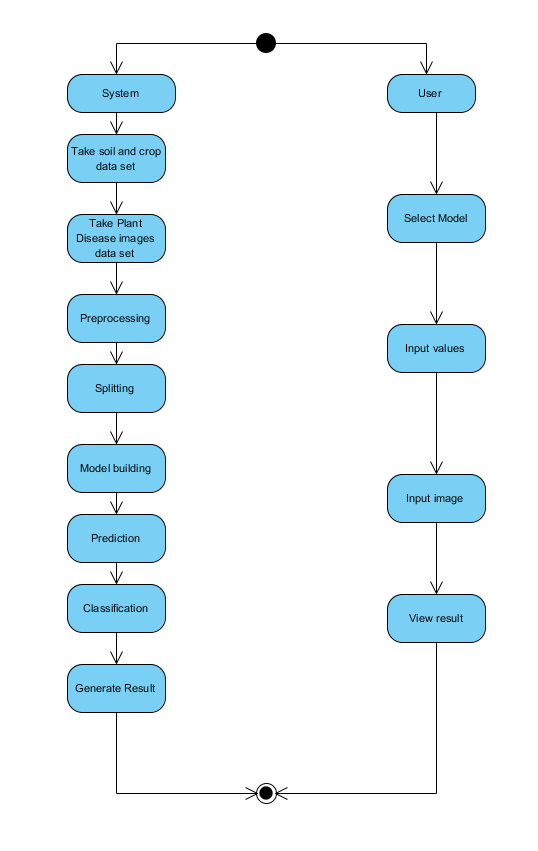 System
Take soil and crop
data set
Take Plant
Disease images
data set
Preprocessing
Splitting
Model building
Prediction
Classification
Generate Result
User
Select Model
Input values
Input image
View result